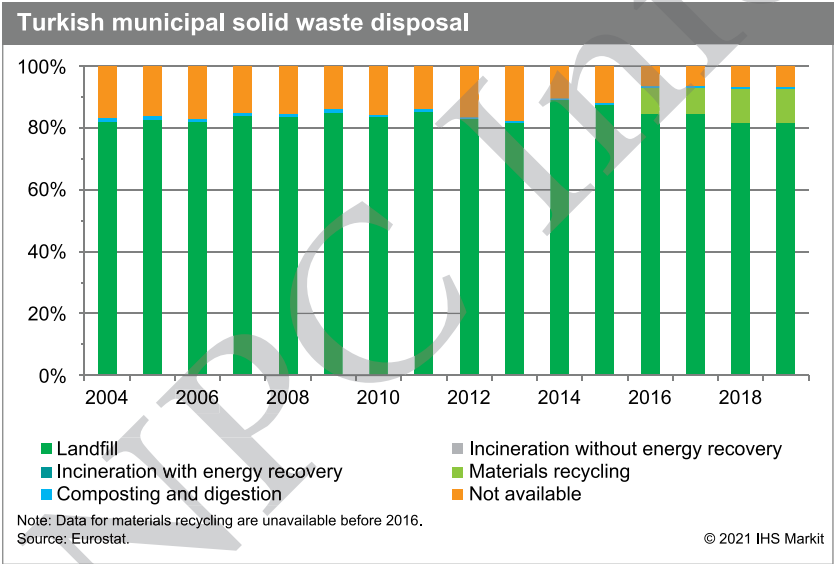 Turkish municipal solid waste disposal
100%
80%
60%
40%
20%
0%
2004 2006 2008 2010 2012 2014 2016 2018
Landfill Incineration without energy recovery
Incineration with energy recovery Materials recycling
Composting and digestion Not available
Note: Data for materials recycling are unavailable before 2016.
Source: Eurostat. © 2021 IHS Markit
NPC